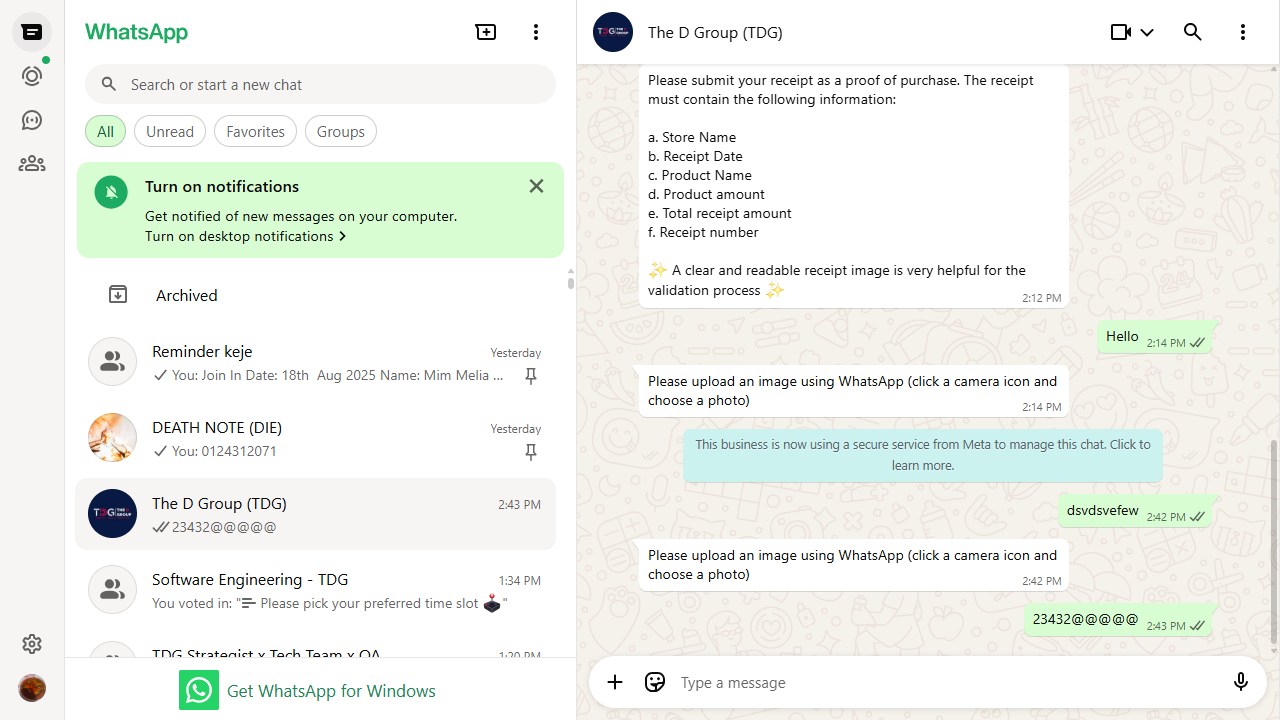 WhatsApp
Search or start a new chat
All
Unread
Favorites
Groups
Turn on notifications
Get notified of new messages on your computer.
Turn on desktop notifications
Archived
Reminder keje
Yesterday
You: Join In Date: 18th Aug 2025 Name: Mim Melia ...
DEATH NOTE (DIE)
Yesterday
You: 0124312071
The D Group (TDG)
2:43 PM
23432@@@@@
Software Engineering - TDG
1:34 PM
You voted in: "Please pick your preferred time slot 🕹️"
TDG Strategist x Tech Team x QA
1:20 PM
Get WhatsApp for Windows
TDG THE D GROUP
The D Group (TDG)
Please submit your receipt as a proof of purchase. The receipt
must contain the following information:
a. Store Name
b. Receipt Date
c. Product Name
d. Product amount
e. Total receipt amount
f. Receipt number
✨ A clear and readable receipt image is very helpful for the
validation process ✨
2:12 PM
Hello
2:14 PM
Please upload an image using WhatsApp (click a camera icon and
choose a photo)
2:14 PM
This business is now using a secure service from Meta to manage this chat. Click to
learn more.
dsvdsvefew
2:42 PM
Please upload an image using WhatsApp (click a camera icon and
choose a photo)
2:42 PM
23432@@@@@
2:43 PM
Type a message